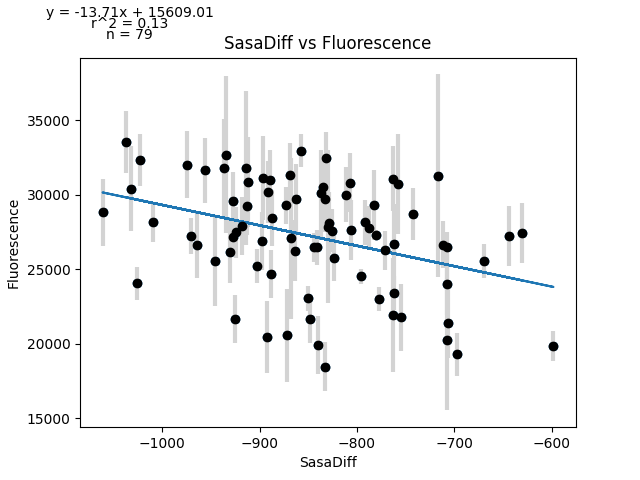 y = -13.71x + 15609.01
r^2 = 0.13
n = 79
SasaDiff vs Fluorescence
35000
30000
25000
20000
15000
Fluorescence
−1000
−900
−800
−700
−600
SasaDiff